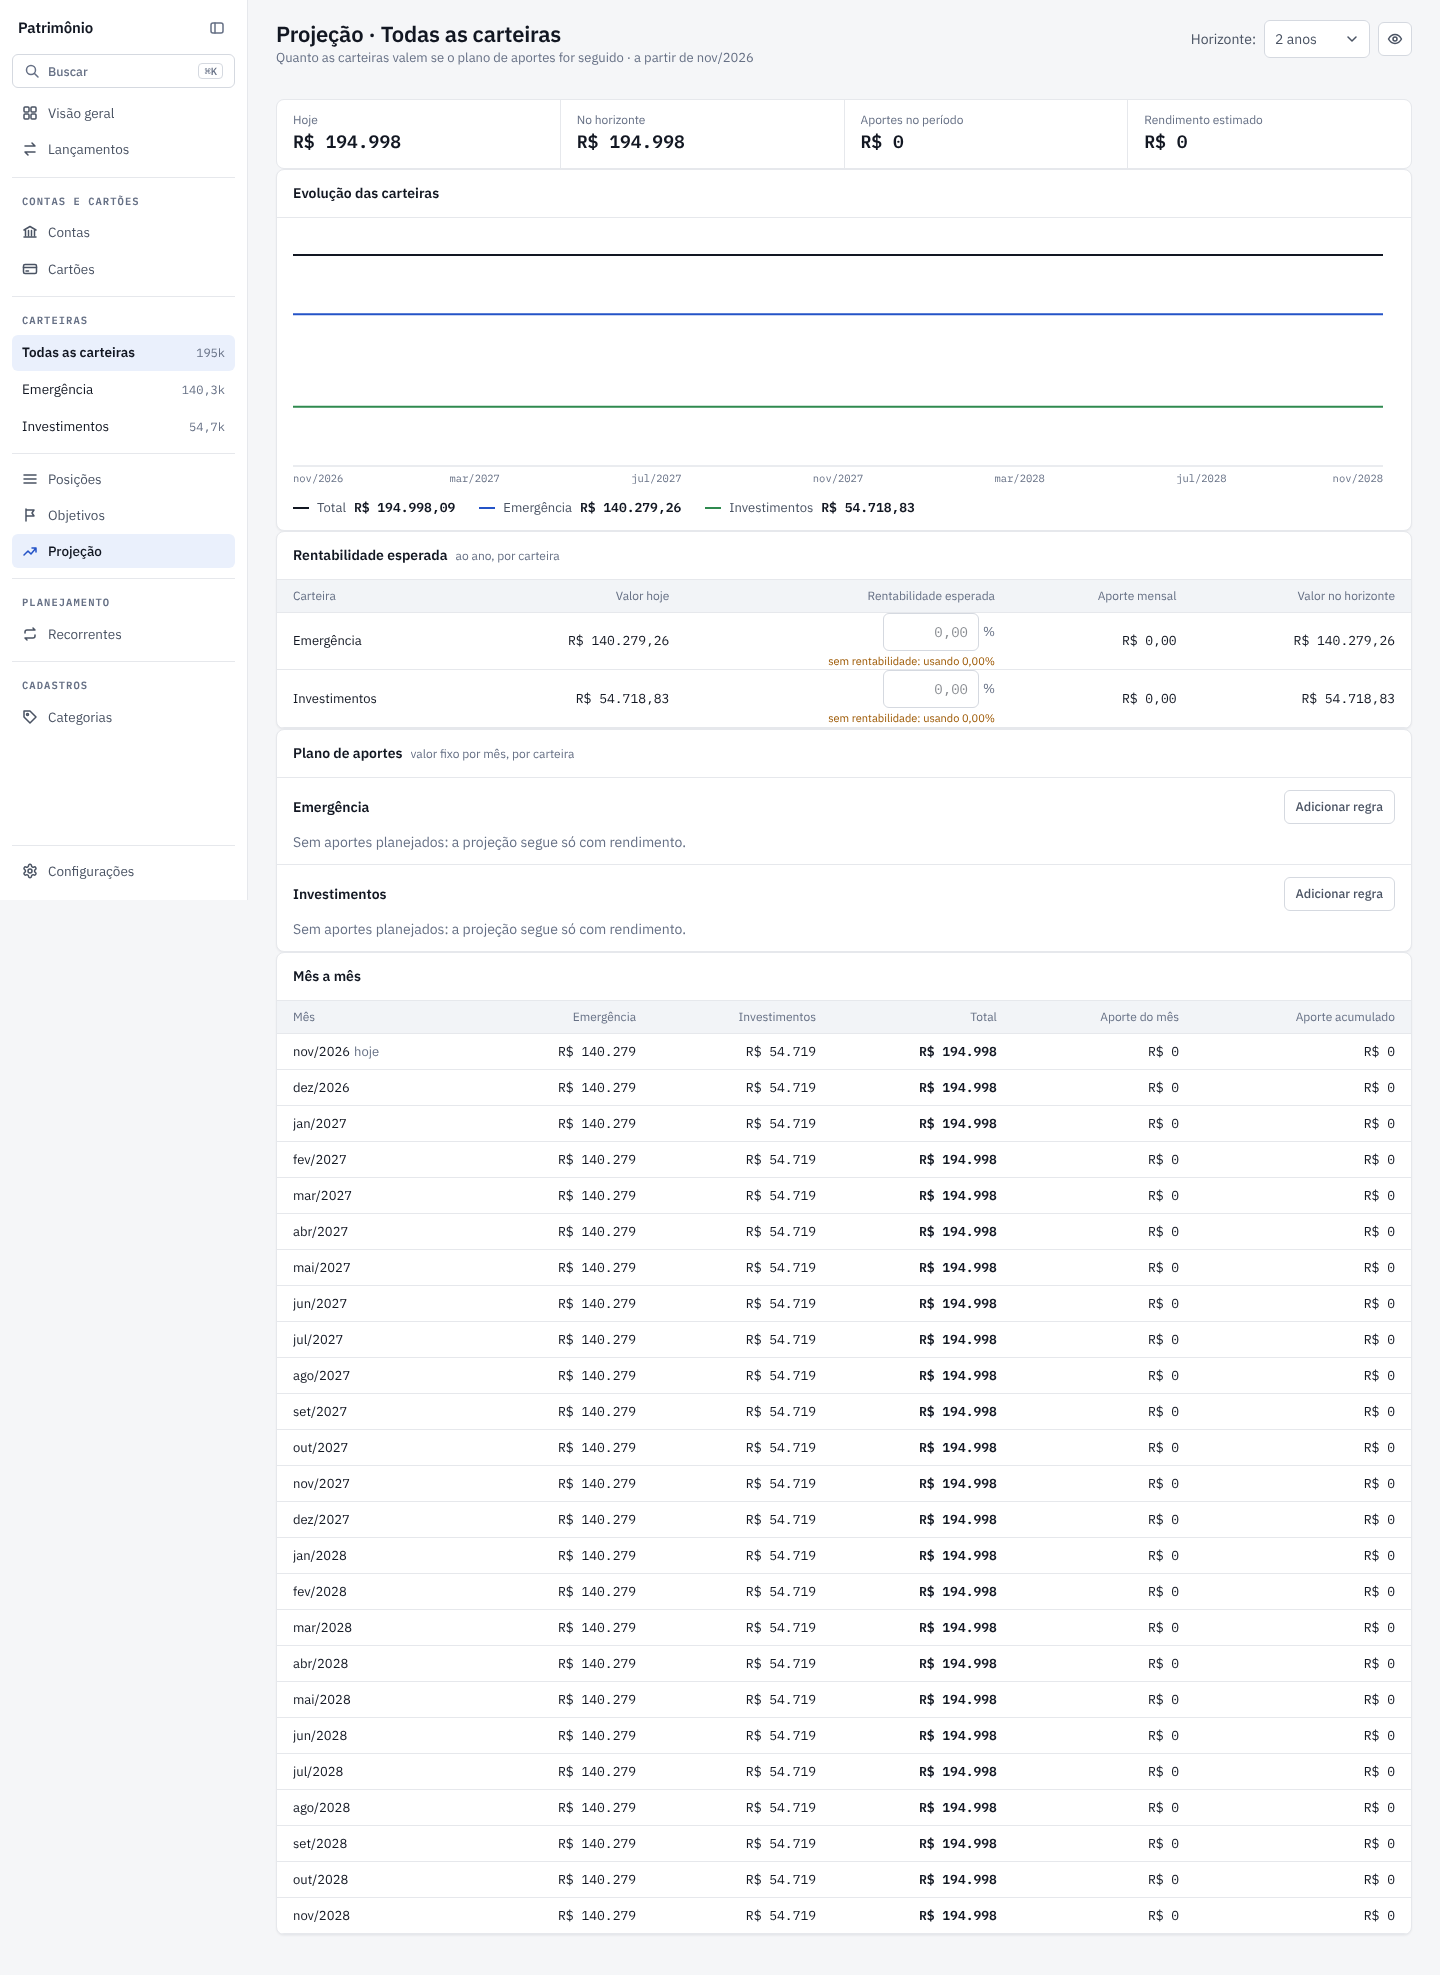 Patrimônio
Buscar ⌘K
Visão geral
Lançamentos
CONTAS E CARTÕES
Contas
Cartões
CARTEIRAS
Todas as carteiras 195k
Emergência 140,3k
Investimentos 54,7k
Posições
Objetivos
Projeção
PLANEJAMENTO
Recorrentes
CADASTROS
Categorias
Configurações
Projeção · Todas as carteiras
Quanto as carteiras valem se o plano de aportes for seguido · a partir de nov/2026
Horizonte: 2 anos
Hoje No horizonte Aportes no período Rendimento estimado
R$ 194.998 R$ 194.998 R$ 0 R$ 0
Evolução das carteiras
nov/2026 mar/2027 jul/2027 nov/2027 mar/2028 jul/2028 nov/2028
Total R$ 194.998,09 Emergência R$ 140.279,26 Investimentos R$ 54.718,83
Rentabilidade esperada ao ano, por carteira
Carteira Valor hoje Rentabilidade esperada Aporte mensal Valor no horizonte
Emergência R$ 140.279,26 0,00 % R$ 0,00 R$ 140.279,26
sem rentabilidade: usando 0,00%
Investimentos R$ 54.718,83 0,00 % R$ 0,00 R$ 54.718,83
sem rentabilidade: usando 0,00%
Plano de aportes valor fixo por mês, por carteira
Emergência Adicionar regra
Sem aportes planejados: a projeção segue só com rendimento.
Investimentos Adicionar regra
Sem aportes planejados: a projeção segue só com rendimento.
Mês a mês
Mês Emergência Investimentos Total Aporte do mês Aporte acumulado
nov/2026 hoje R$ 140.279 R$ 54.719 R$ 194.998 R$ 0 R$ 0
dez/2026 R$ 140.279 R$ 54.719 R$ 194.998 R$ 0 R$ 0
jan/2027 R$ 140.279 R$ 54.719 R$ 194.998 R$ 0 R$ 0
fev/2027 R$ 140.279 R$ 54.719 R$ 194.998 R$ 0 R$ 0
mar/2027 R$ 140.279 R$ 54.719 R$ 194.998 R$ 0 R$ 0
abr/2027 R$ 140.279 R$ 54.719 R$ 194.998 R$ 0 R$ 0
mai/2027 R$ 140.279 R$ 54.719 R$ 194.998 R$ 0 R$ 0
jun/2027 R$ 140.279 R$ 54.719 R$ 194.998 R$ 0 R$ 0
jul/2027 R$ 140.279 R$ 54.719 R$ 194.998 R$ 0 R$ 0
ago/2027 R$ 140.279 R$ 54.719 R$ 194.998 R$ 0 R$ 0
set/2027 R$ 140.279 R$ 54.719 R$ 194.998 R$ 0 R$ 0
out/2027 R$ 140.279 R$ 54.719 R$ 194.998 R$ 0 R$ 0
nov/2027 R$ 140.279 R$ 54.719 R$ 194.998 R$ 0 R$ 0
dez/2027 R$ 140.279 R$ 54.719 R$ 194.998 R$ 0 R$ 0
jan/2028 R$ 140.279 R$ 54.719 R$ 194.998 R$ 0 R$ 0
fev/2028 R$ 140.279 R$ 54.719 R$ 194.998 R$ 0 R$ 0
mar/2028 R$ 140.279 R$ 54.719 R$ 194.998 R$ 0 R$ 0
abr/2028 R$ 140.279 R$ 54.719 R$ 194.998 R$ 0 R$ 0
mai/2028 R$ 140.279 R$ 54.719 R$ 194.998 R$ 0 R$ 0
jun/2028 R$ 140.279 R$ 54.719 R$ 194.998 R$ 0 R$ 0
jul/2028 R$ 140.279 R$ 54.719 R$ 194.998 R$ 0 R$ 0
ago/2028 R$ 140.279 R$ 54.719 R$ 194.998 R$ 0 R$ 0
set/2028 R$ 140.279 R$ 54.719 R$ 194.998 R$ 0 R$ 0
out/2028 R$ 140.279 R$ 54.719 R$ 194.998 R$ 0 R$ 0
nov/2028 R$ 140.279 R$ 54.719 R$ 194.998 R$ 0 R$ 0